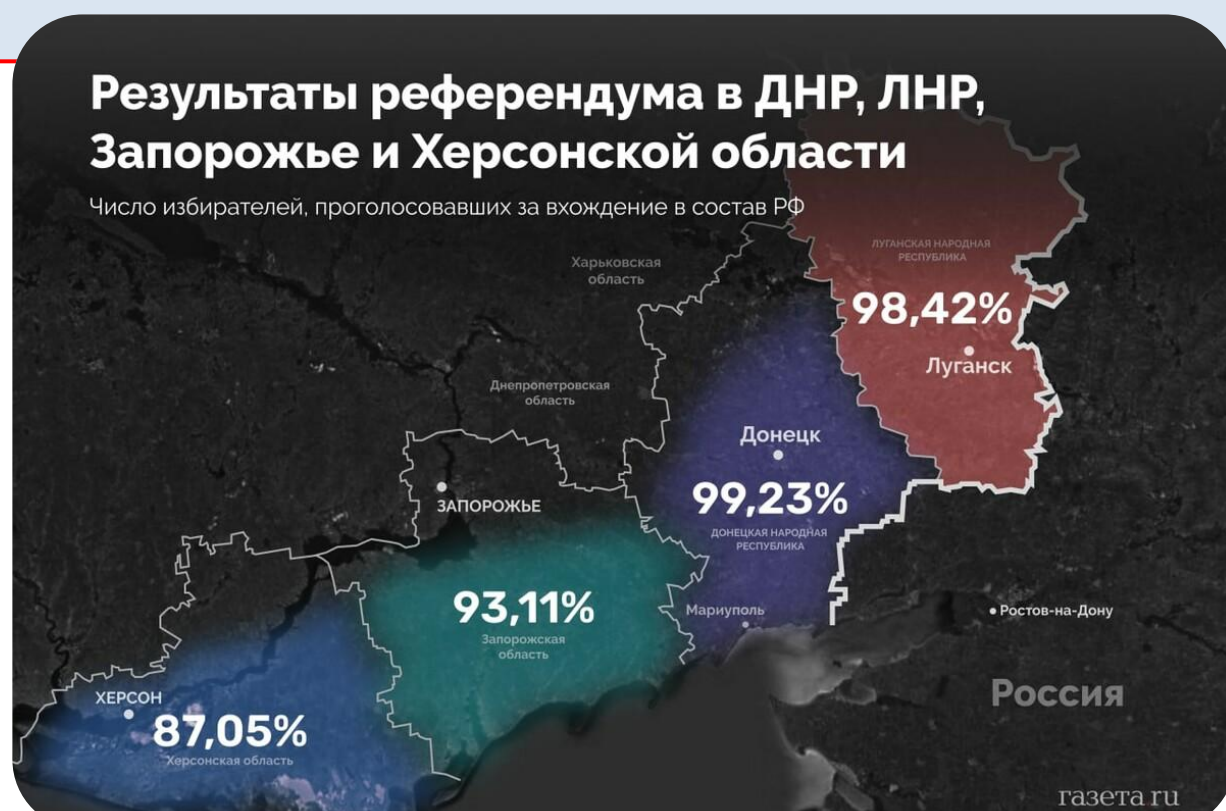 Результаты референдума в ДНР, ЛНР,
Запорожье и Херсонской области
Число избирателей, проголосовавших за вхождение в состав РФ
ЛУГАНСКАЯ НАРОДНАЯ
РЕСПУБЛИКА
98,42%
Луганск
Харьковская
область
Днепропетровская
область
Донецк
99,23%
ДОНЕЦКАЯ НАРОДНАЯ
РЕСПУБЛИКА
ЗАПОРОЖЬЕ
93,11%
Запорожская
область
Мариуполь
Ростов-на-Дону
Россия
ХЕРСОН
87,05%
Херсонская область
газета ru